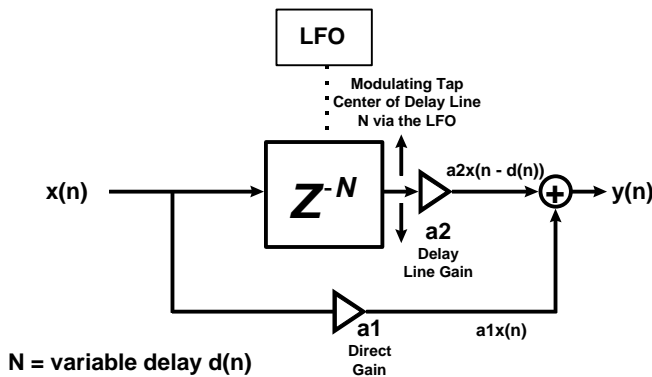 LFO
Modulating Tap
Center of Delay Line
N via the LFO
a2x(n - d(n))
x(n)
Z-N
+
y(n)
a2
Delay
Line Gain
a1
Direct
Gain
a1x(n)
N = variable delay d(n)